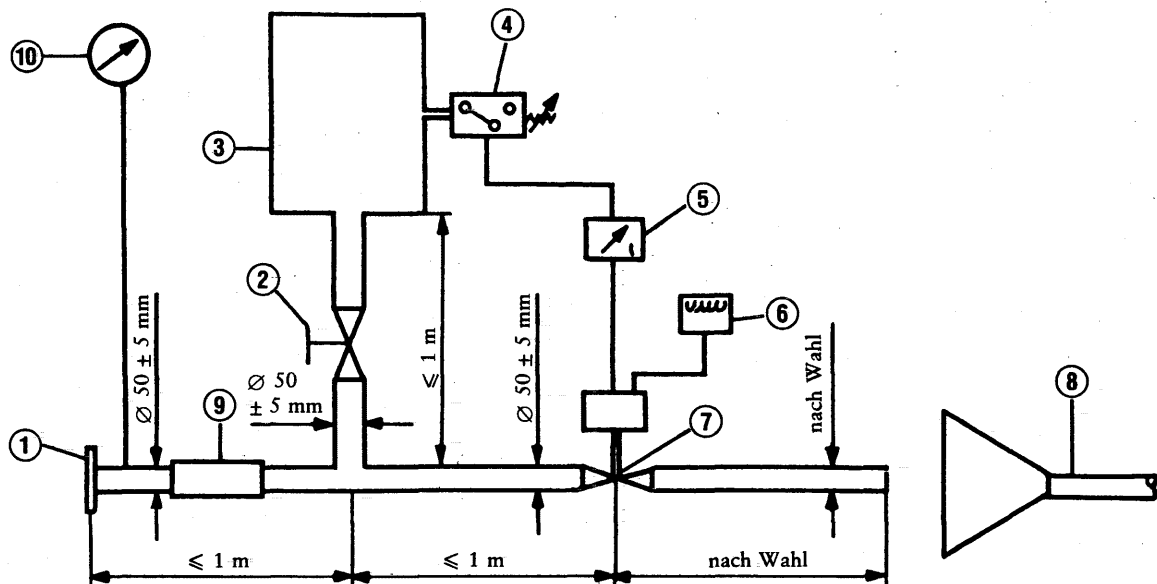 10
4
3
5
2
6
Ø 50 ± 5 mm
Ø 50
± 5 mm
⩽ 1 m
Ø 50 ± 5 mm
nach Wahl
9
7
8
1
⩽ 1 m
⩽ 1 m
nach Wahl